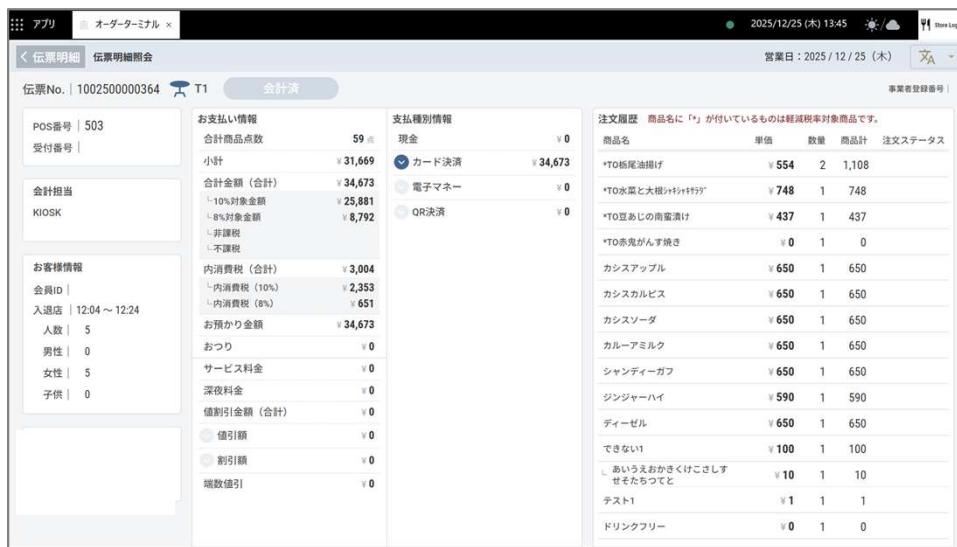 アプリ オーダーターミナル × 2025/12/25 (木) 13:45 Store Log
伝票明細 伝票明細照会 営業日：2025 / 12 / 25 （木）
伝票No. 1002500000364 T1 会計済 事業者登録番号
POS番号 503
受付番号
会計担当
KIOSK
お客様情報
会員ID
入退店 12:04 ～ 12:24
人数 5
男性 0
女性 5
子供 0
お支払い情報
合計商品点数 59 点
小計 ¥ 31,669
合計金額（合計） ¥ 34,673
10%対象金額 ¥ 25,881
8%対象金額 ¥ 8,792
非課税
不課税
内消費税（合計） ¥ 3,004
内消費税（10%） ¥ 2,353
内消費税（8%） ¥ 651
お預かり金額 ¥ 34,673
おつり ¥ 0
サービス料金 ¥ 0
深夜料金 ¥ 0
値割引金額（合計） ¥ 0
値引額 ¥ 0
割引額 ¥ 0
端数値引 ¥ 0
支払種別情報
現金 ¥ 0
カード決済 ¥ 34,673
電子マネー ¥ 0
QR決済 ¥ 0
注文履歴 商品名に「*」が付いているものは軽減税率対象商品です。
商品名 単価 数量 商品計 注文ステータス
*TO栃尾油揚げ ¥ 554 2 1,108
*TO水菜と大根ｼｬｷｼｬｷｻﾗﾀﾞ ¥ 748 1 748
*TO豆あじの南蛮漬け ¥ 437 1 437
*TO赤鬼がんす焼き ¥ 0 1 0
カシスアップル ¥ 650 1 650
カシスカルピス ¥ 650 1 650
カシスソーダ ¥ 650 1 650
カルーアミルク ¥ 650 1 650
シャンディーガフ ¥ 650 1 650
ジンジャーハイ ¥ 590 1 590
ディーゼル ¥ 650 1 650
できない1 ¥ 100 1 100
あいうえおかきくけこさしす
せそたちつてと ¥ 10 1 10
テスト1 ¥ 1 1 1
ドリンクフリー ¥ 0 1 0